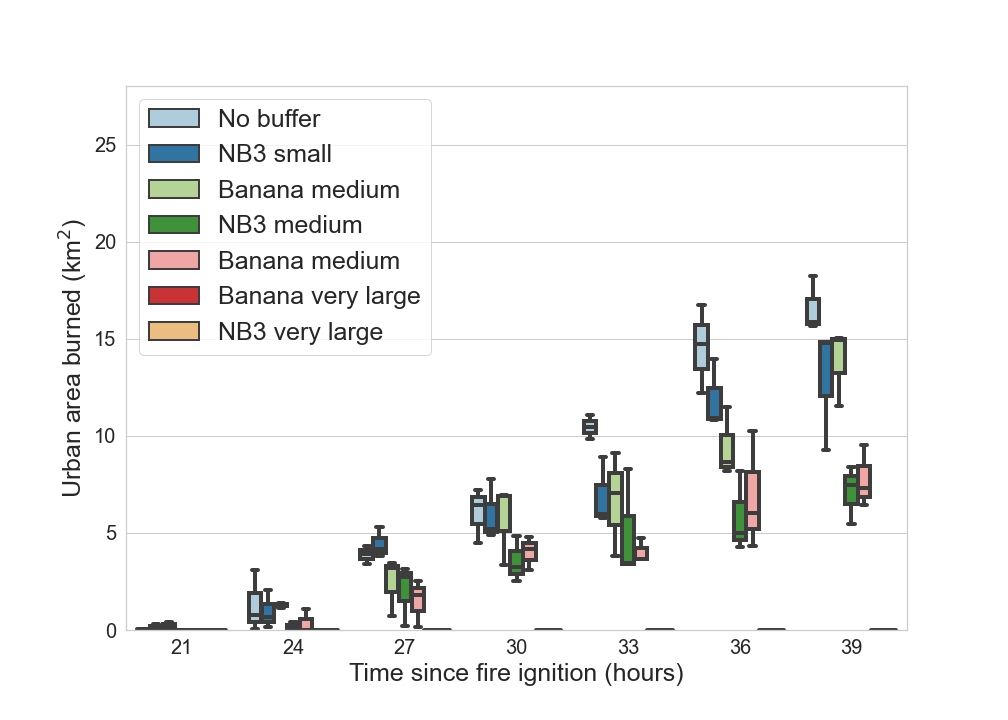 No buffer
NB3 small
Banana medium
NB3 medium
Banana medium
Banana very large
NB3 very large
25
20
15
10
5
0
Urban area burned (km²)
21 24 27 30 33 36 39
Time since fire ignition (hours)